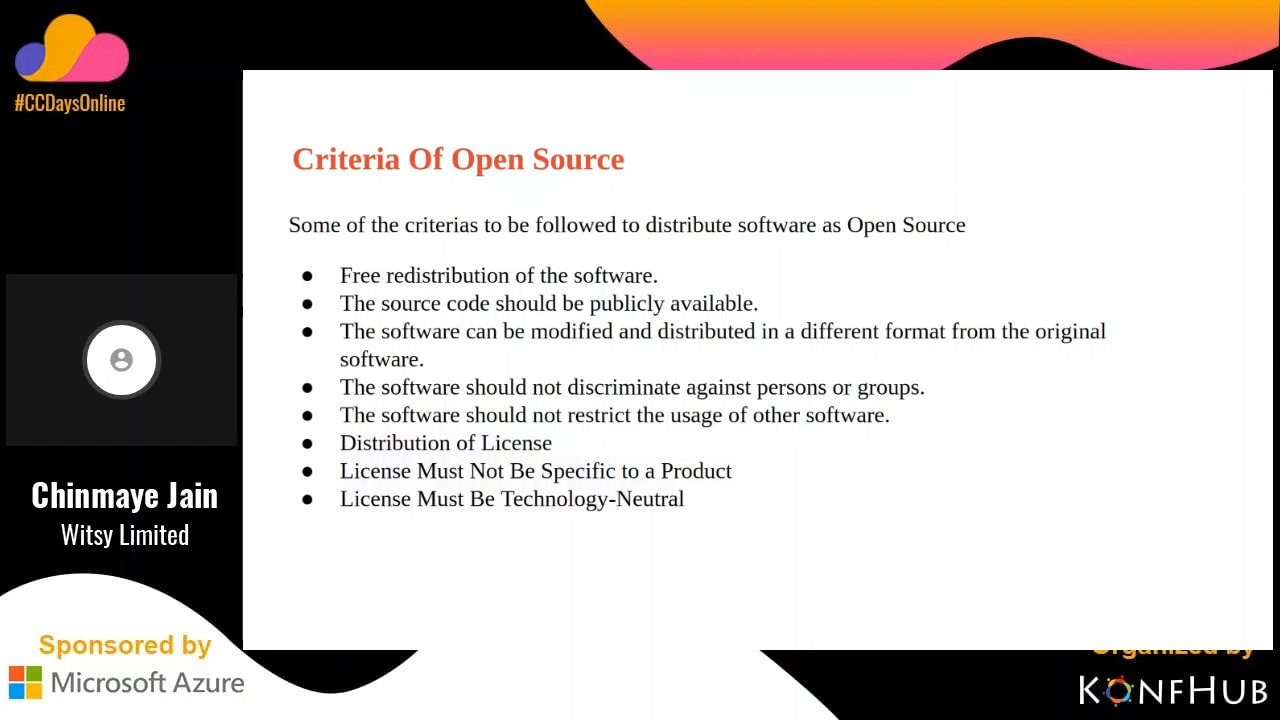 #CCDaysOnline
Criteria Of Open Source
Some of the criterias to be followed to distribute software as Open Source
● Free redistribution of the software.
● The source code should be publicly available.
● The software can be modified and distributed in a different format from the original
software.
● The software should not discriminate against persons or groups.
● The software should not restrict the usage of other software.
● Distribution of License
● License Must Not Be Specific to a Product
● License Must Be Technology-Neutral
Chinmaye Jain
Witsy Limited
Sponsored by
Microsoft Azure
Organized by
KONFHUB